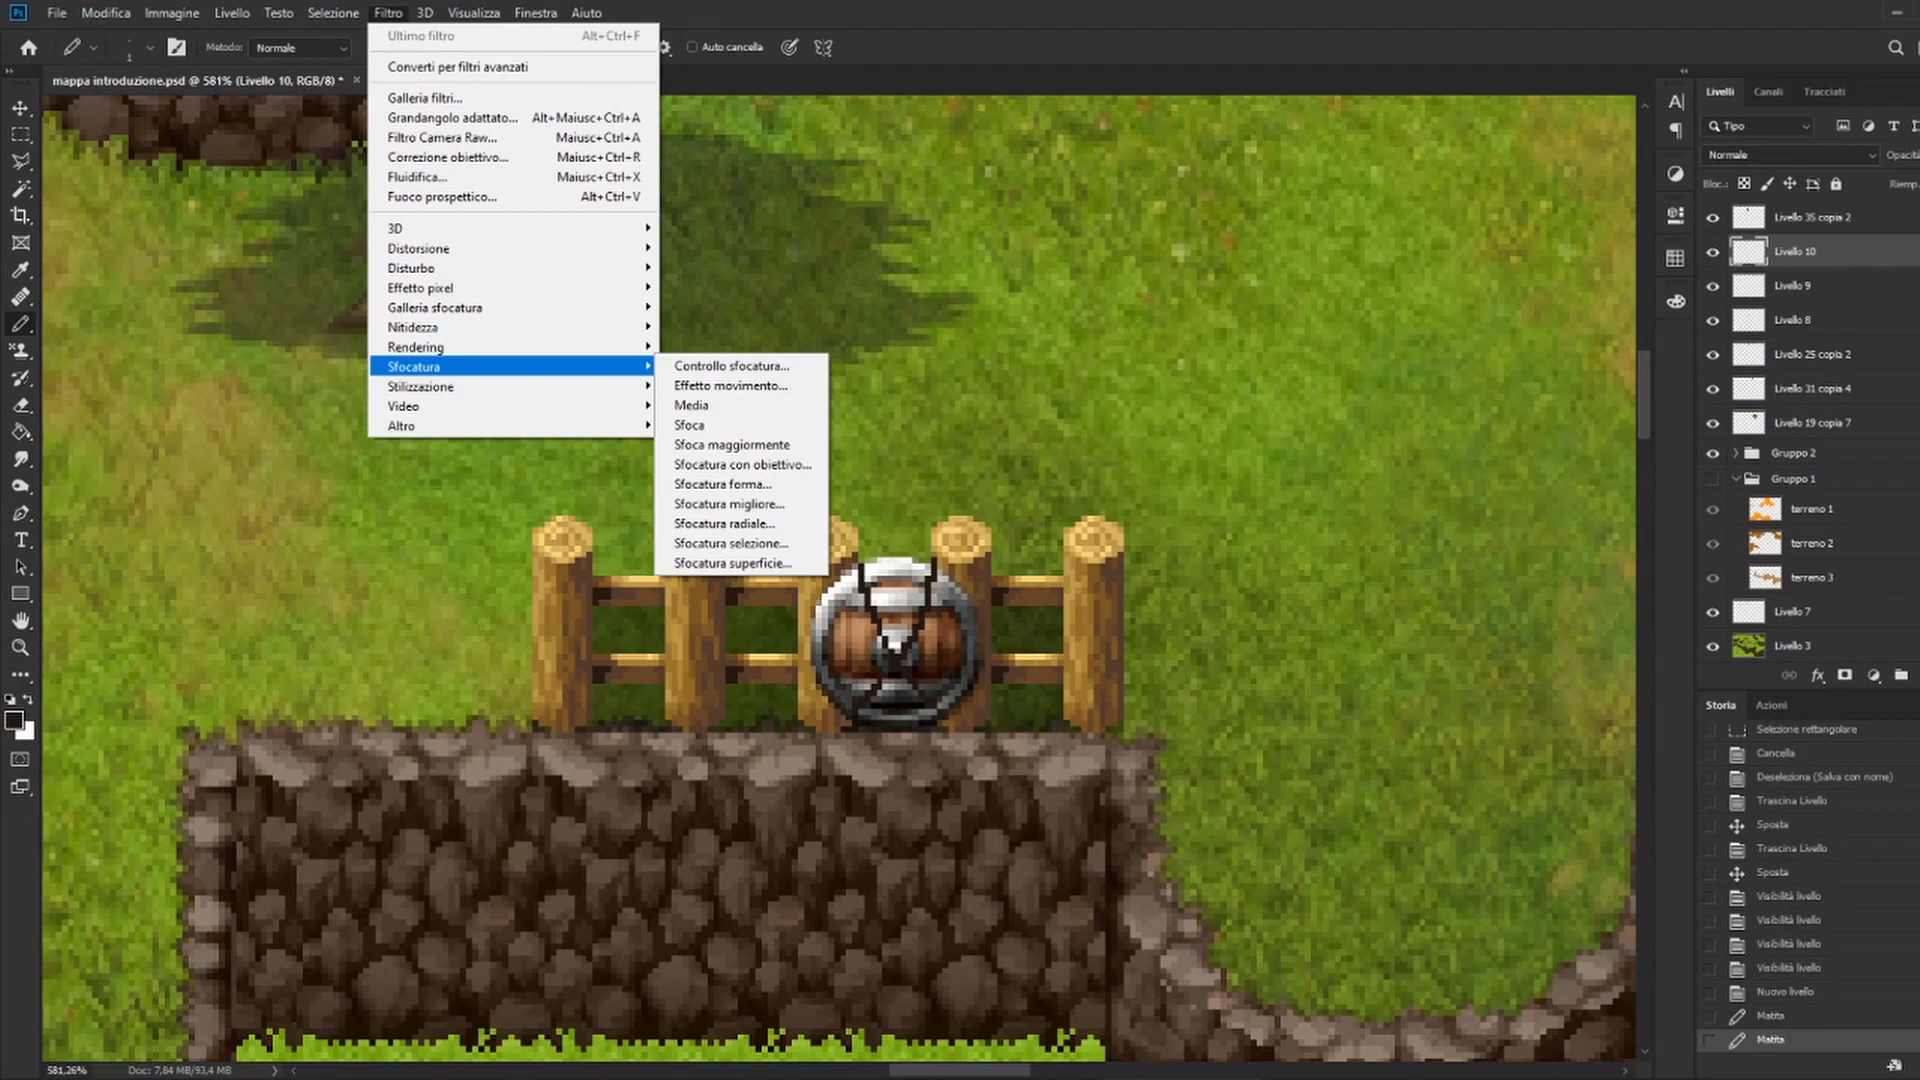 Ps File Modifica Immagine Livello Testo Selezione Filtro 3D Visualizza Finestra Aiuto
1 Metodo: Normale Auto cancella
mappa introduzione.psd @ 581% (Livello 10, RGB/8) * ×
Ultimo filtro Alt+Ctrl+F
Converti per filtri avanzati
Galleria filtri...
Grandangolo adattato... Alt+Maiusc+Ctrl+A
Filtro Camera Raw... Maiusc+Ctrl+A
Correzione obiettivo... Maiusc+Ctrl+R
Fluidifica... Maiusc+Ctrl+X
Fuoco prospettico... Alt+Ctrl+V
3D
Distorsione
Disturbo
Effetto pixel
Galleria sfocatura
Nitidezza
Rendering
Sfocatura
Stilizzazione
Video
Altro
Controllo sfocatura...
Effetto movimento...
Media
Sfoca
Sfoca maggiormente
Sfocatura con obiettivo...
Sfocatura forma...
Sfocatura migliore...
Sfocatura radiale...
Sfocatura selezione...
Sfocatura superficie...
Livelli Canali Tracciati
Tipo
Normale Opacità
Bloc.: Riemp.
Livello 35 copia 2
Livello 10
Livello 9
Livello 8
Livello 25 copia 2
Livello 31 copia 4
Livello 19 copia 7
Gruppo 2
Gruppo 1
terreno 1
terreno 2
terreno 3
Livello 7
Livello 3
fx
Storia Azioni
Selezione rettangolare
Cancella
Deseleziona (Salva con nome)
Trascina Livello
Sposta
Trascina Livello
Sposta
Visibilità livello
Visibilità livello
Visibilità livello
Visibilità livello
Nuovo livello
Matita
Matita
581,26% Doc: 7,84 MB/93,4 MB